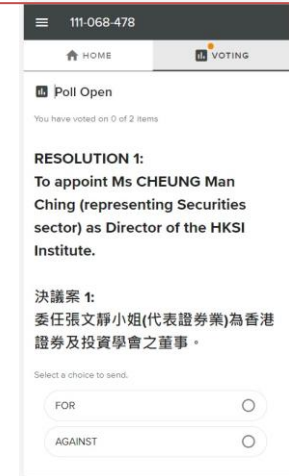 111-068-478
HOME
VOTING
Poll Open
You have voted on 0 of 2 items
RESOLUTION 1:
To appoint Ms CHEUNG Man
Ching (representing Securities
sector) as Director of the HKSI
Institute.
決議案 1:
委任張文靜小姐(代表證券業)為香港
證券及投資學會之董事。
Select a choice to send.
FOR
AGAINST